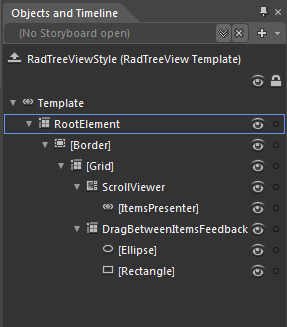 Objects and Timeline
(No Storyboard open)
RadTreeViewStyle (RadTreeView Template)
Template
RootElement
[Border]
[Grid]
ScrollViewer
[ItemsPresenter]
DragBetweenItemsFeedback
[Ellipse]
[Rectangle]